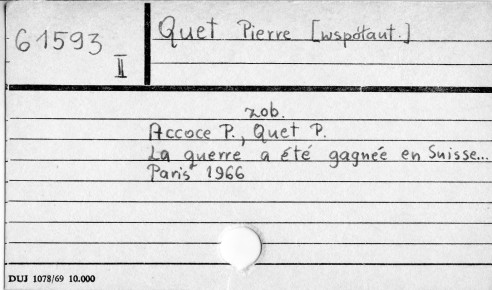 61593
II
Quet Pierre [współaut.]
zob.
Accoce P., Quet P.
La guerre a été gagnée en Suisse...
Paris 1966
DUJ 1078/69 10.000